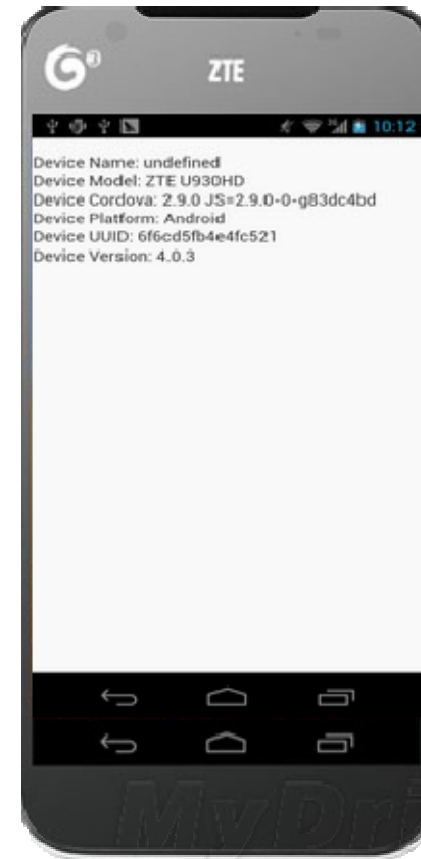 ZTE
10:12
Device Name: undefined
Device Model: ZTE U930HD
Device Cordova: 2.9.0 JS=2.9.0-0-g83dc4bd
Device Platform: Android
Device UUID: 6f6cd5fb4e4fc521
Device Version: 4.0.3
MyDri